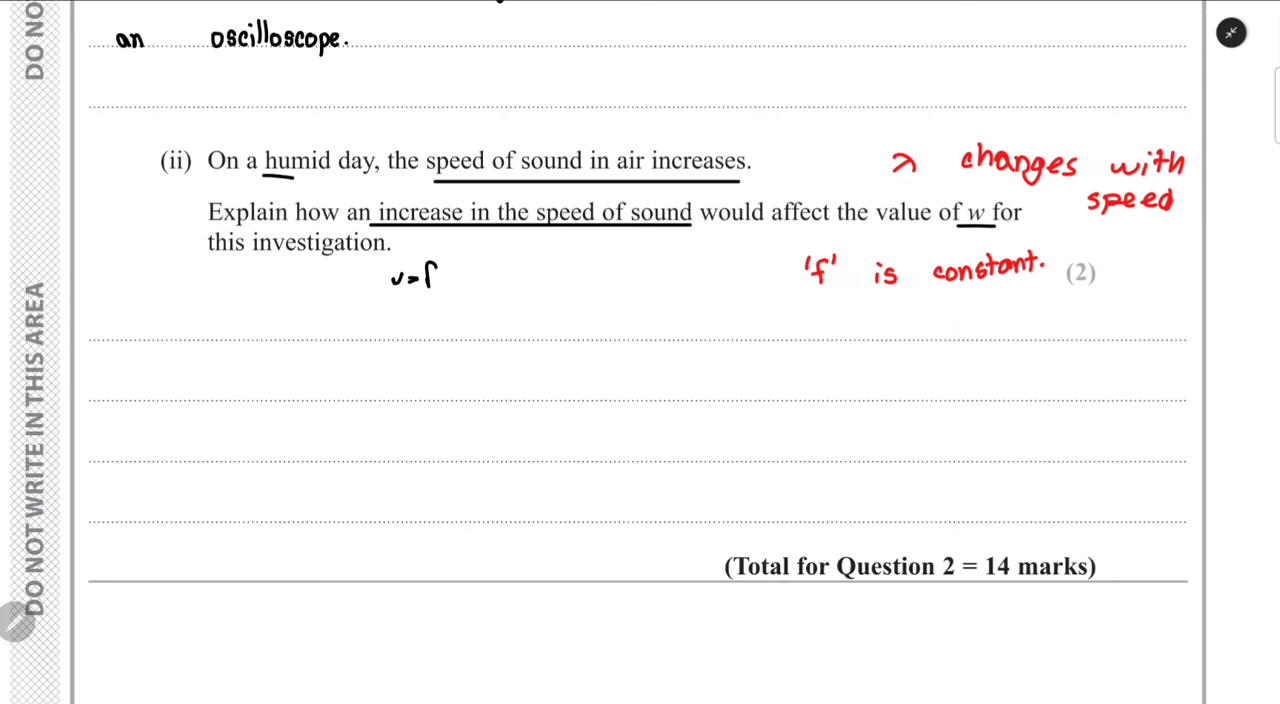 DO NO
an oscilloscope.
(ii) On a humid day, the speed of sound in air increases.
λ changes with speed
Explain how an increase in the speed of sound would affect the value of w for
this investigation.
v = f
'f' is constant. (2)
DO NOT WRITE IN THIS AREA
(Total for Question 2 = 14 marks)